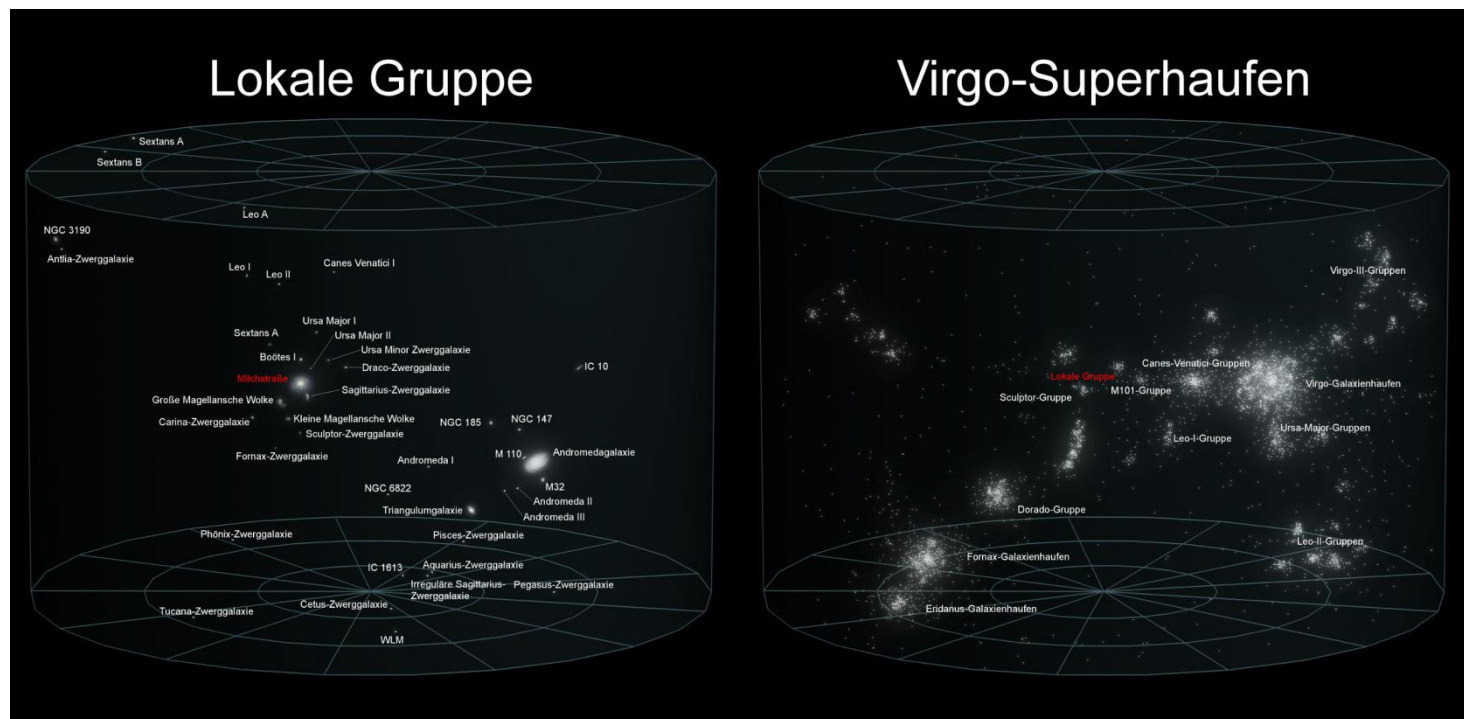 Lokale Gruppe
Sextans A
Sextans B
Leo A
NGC 3190
Antlia-Zwerggalaxie
Leo I
Leo II
Canes Venatici I
Ursa Major I
Sextans A
Ursa Major II
Boötes I
Ursa Minor Zwerggalaxie
Draco-Zwerggalaxie
IC 10
Milchstraße
Sagittarius-Zwerggalaxie
Große Magellansche Wolke
Carina-Zwerggalaxie
Kleine Magellansche Wolke
NGC 185
NGC 147
Sculptor-Zwerggalaxie
Fornax-Zwerggalaxie
Andromeda I
M 110
Andromedagalaxie
NGC 6822
M32
Andromeda II
Triangulumgalaxie
Andromeda III
Phönix-Zwerggalaxie
Pisces-Zwerggalaxie
IC 1613
Aquarius-Zwerggalaxie
Irreguläre Sagittarius-
Zwerggalaxie
Pegasus-Zwerggalaxie
Tucana-Zwerggalaxie
Cetus-Zwerggalaxie
WLM
Virgo-Superhaufen
Virgo-III-Gruppen
Canes-Venatici-Gruppen
Lokale Gruppe
Virgo-Galaxienhaufen
M101-Gruppe
Sculptor-Gruppe
Ursa-Major-Gruppen
Leo-I-Gruppe
Dorado-Gruppe
Leo-II-Gruppen
Fornax-Galaxienhaufen
Eridanus-Galaxienhaufen